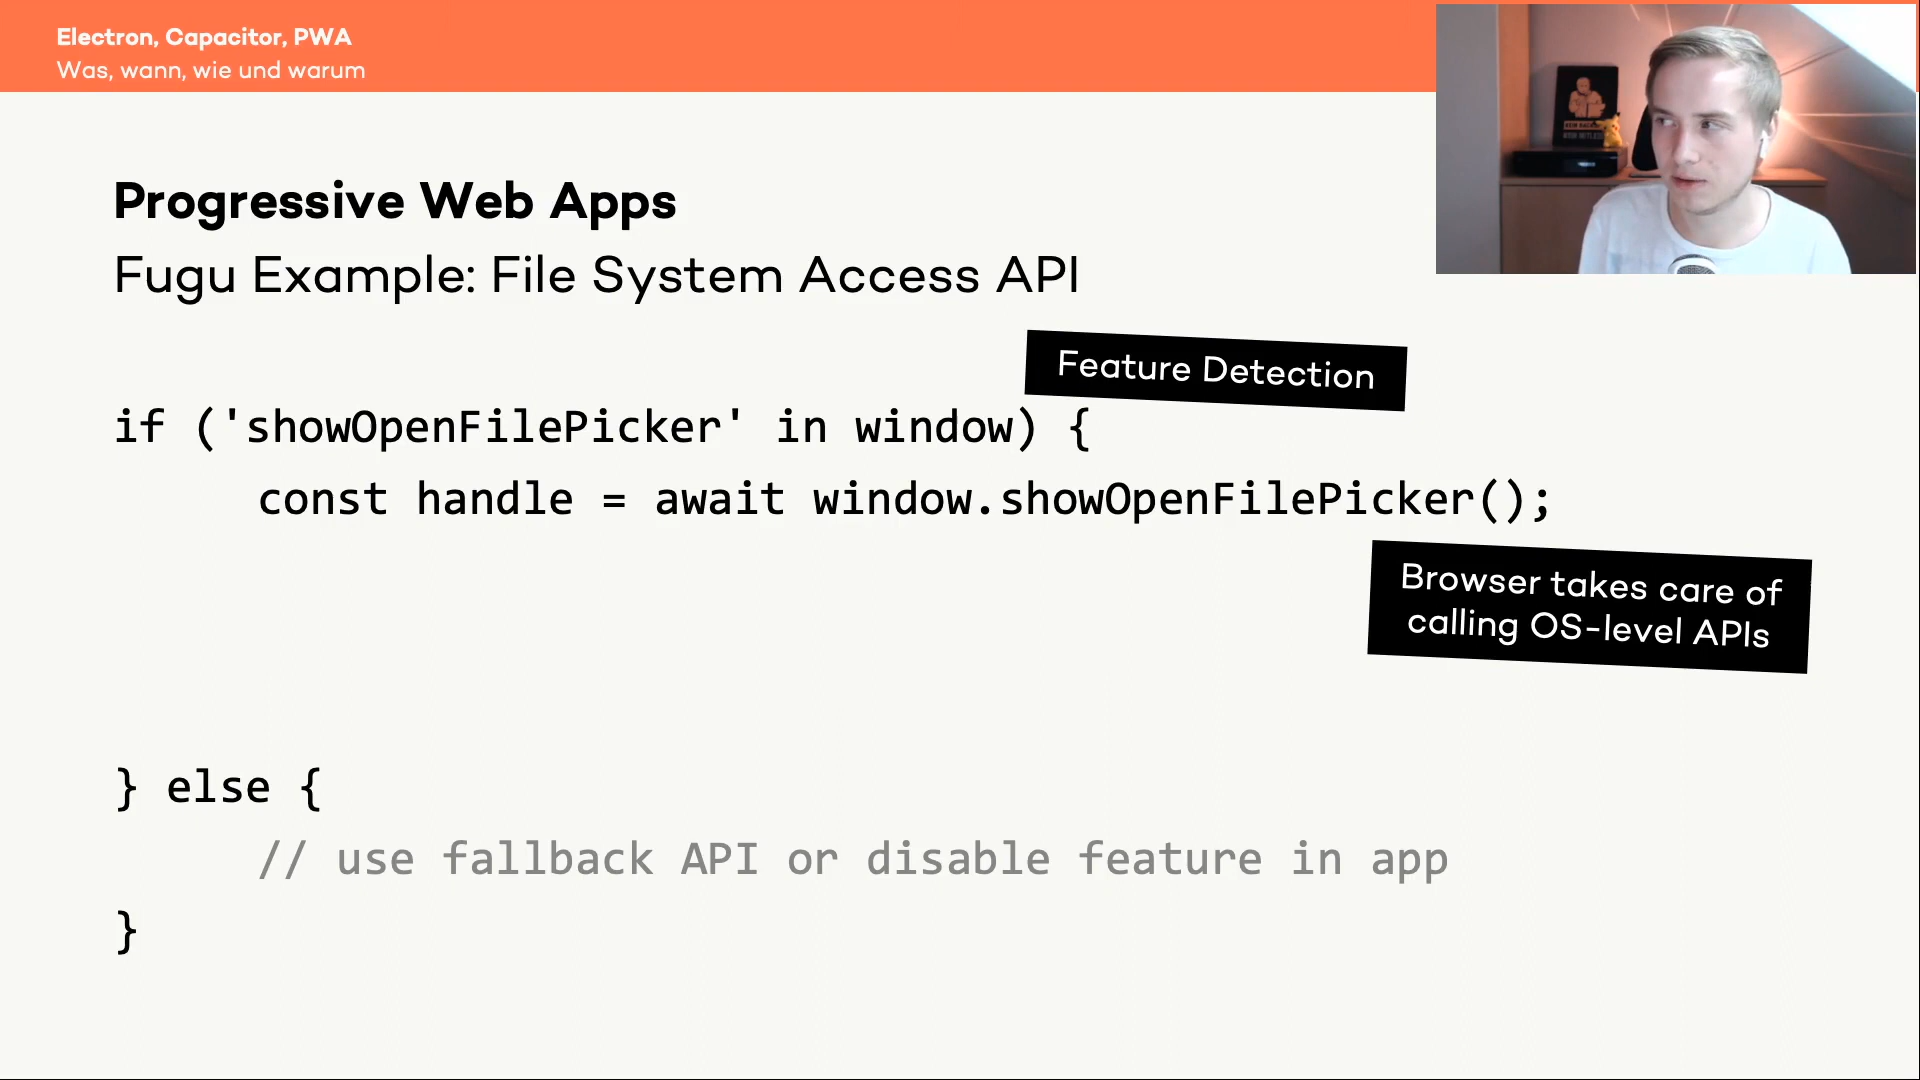 Electron, Capacitor, PWA
Was, wann, wie und warum
Progressive Web Apps
Fugu Example: File System Access API
Feature Detection
if ('showOpenFilePicker' in window) {
const handle = await window.showOpenFilePicker();
Browser takes care of
calling OS-level APIs
} else {
// use fallback API or disable feature in app
}